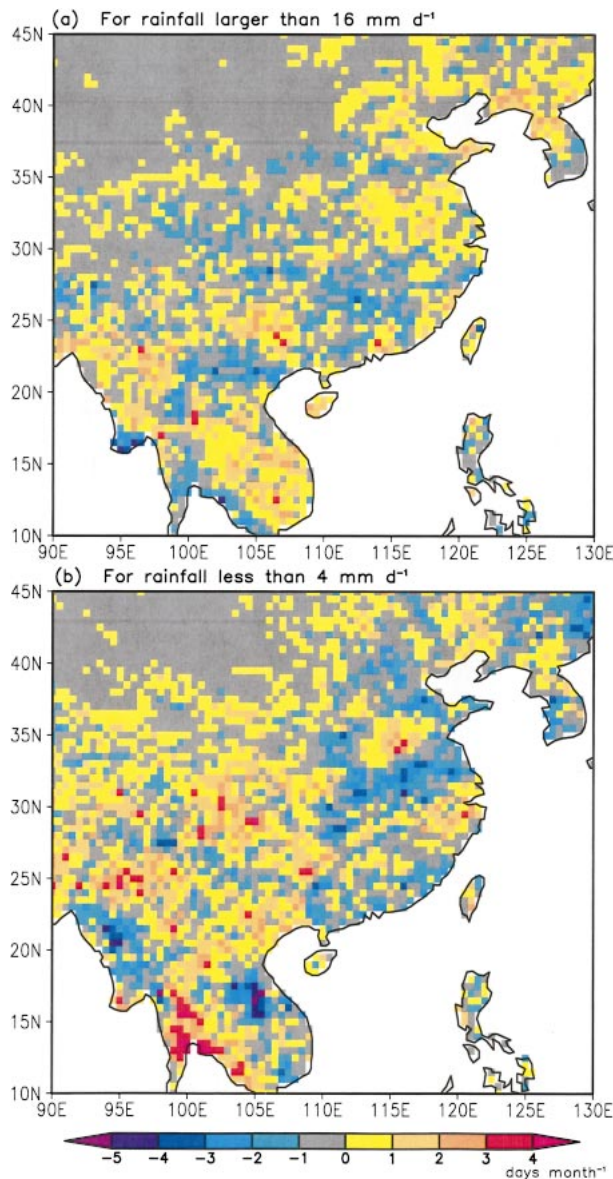 (a) For rainfall larger than 16 mm d⁻¹
45N
40N
35N
30N
25N
20N
15N
10N
90E 95E 100E 105E 110E 115E 120E 125E 130E
(b) For rainfall less than 4 mm d⁻¹
45N
40N
35N
30N
25N
20N
15N
10N
90E 95E 100E 105E 110E 115E 120E 125E 130E
−5 −4 −3 −2 −1 0 1 2 3 4
days month⁻¹